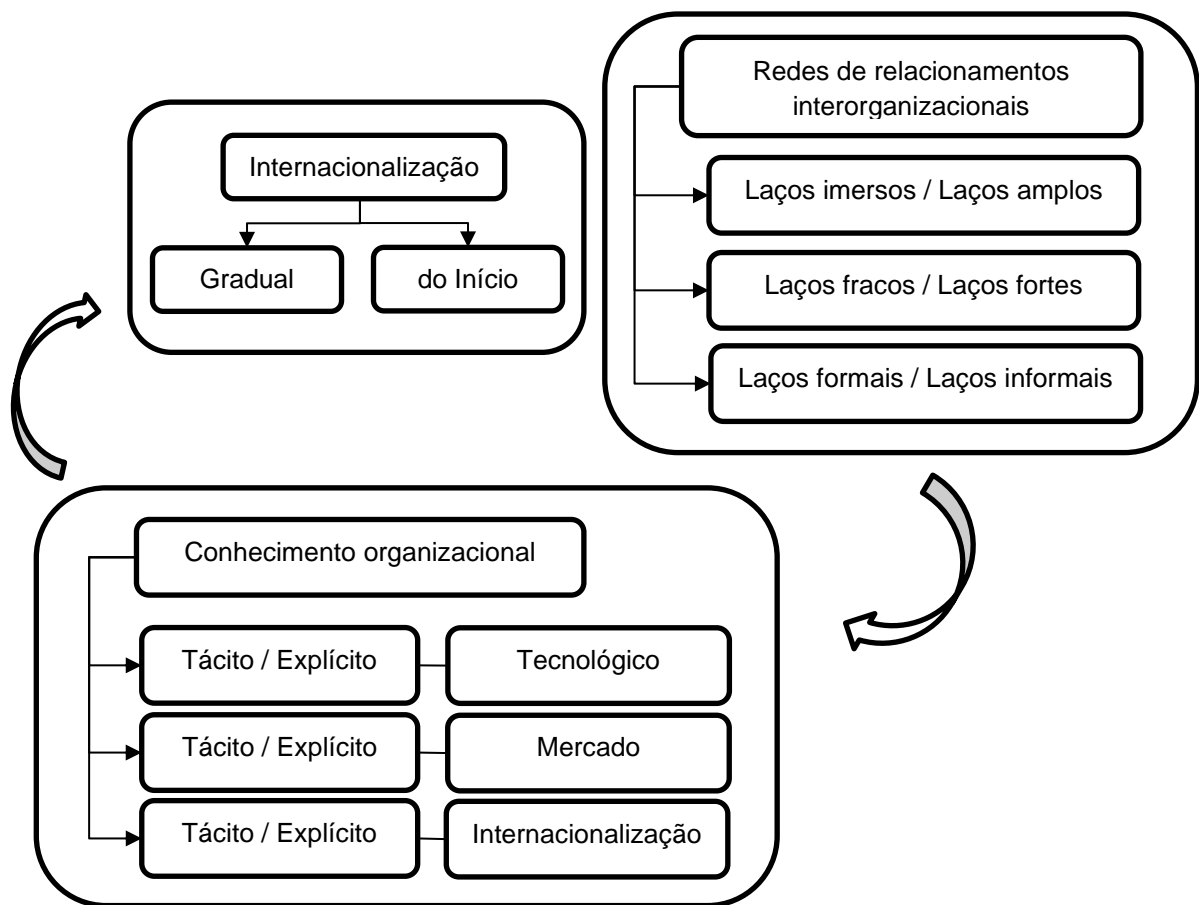 Redes de relacionamentos
interorganizacionais
Laços imersos / Laços amplos
Laços fracos / Laços fortes
Laços formais / Laços informais
Internacionalização
Gradual
do Início
Conhecimento organizacional
Tácito / Explícito
Tecnológico
Tácito / Explícito
Mercado
Tácito / Explícito
Internacionalização